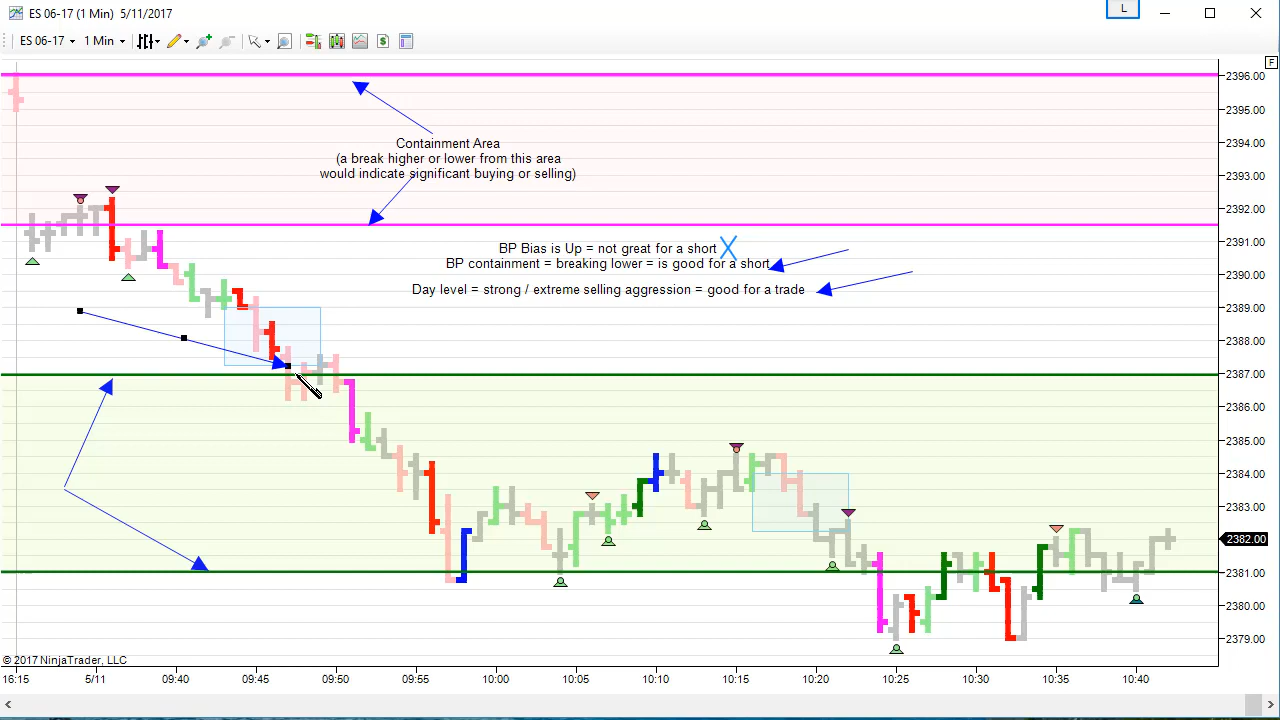 ES 06-17 (1 Min) 5/11/2017
L
ES 06-17 1 Min
F
2396.00
2395.00
2394.00
2393.00
2392.00
2391.00
2390.00
2389.00
2388.00
2387.00
2386.00
2385.00
2384.00
2383.00
2382.00
2381.00
2380.00
2379.00
Containment Area
(a break higher or lower from this area
would indicate significant buying or selling)
BP Bias is Up = not great for a short
BP containment = breaking lower = is good for a short
Day level = strong / extreme selling aggression = good for a trade
© 2017 NinjaTrader, LLC
16:15 5/11 09:40 09:45 09:50 09:55 10:00 10:05 10:10 10:15 10:20 10:25 10:30 10:35 10:40